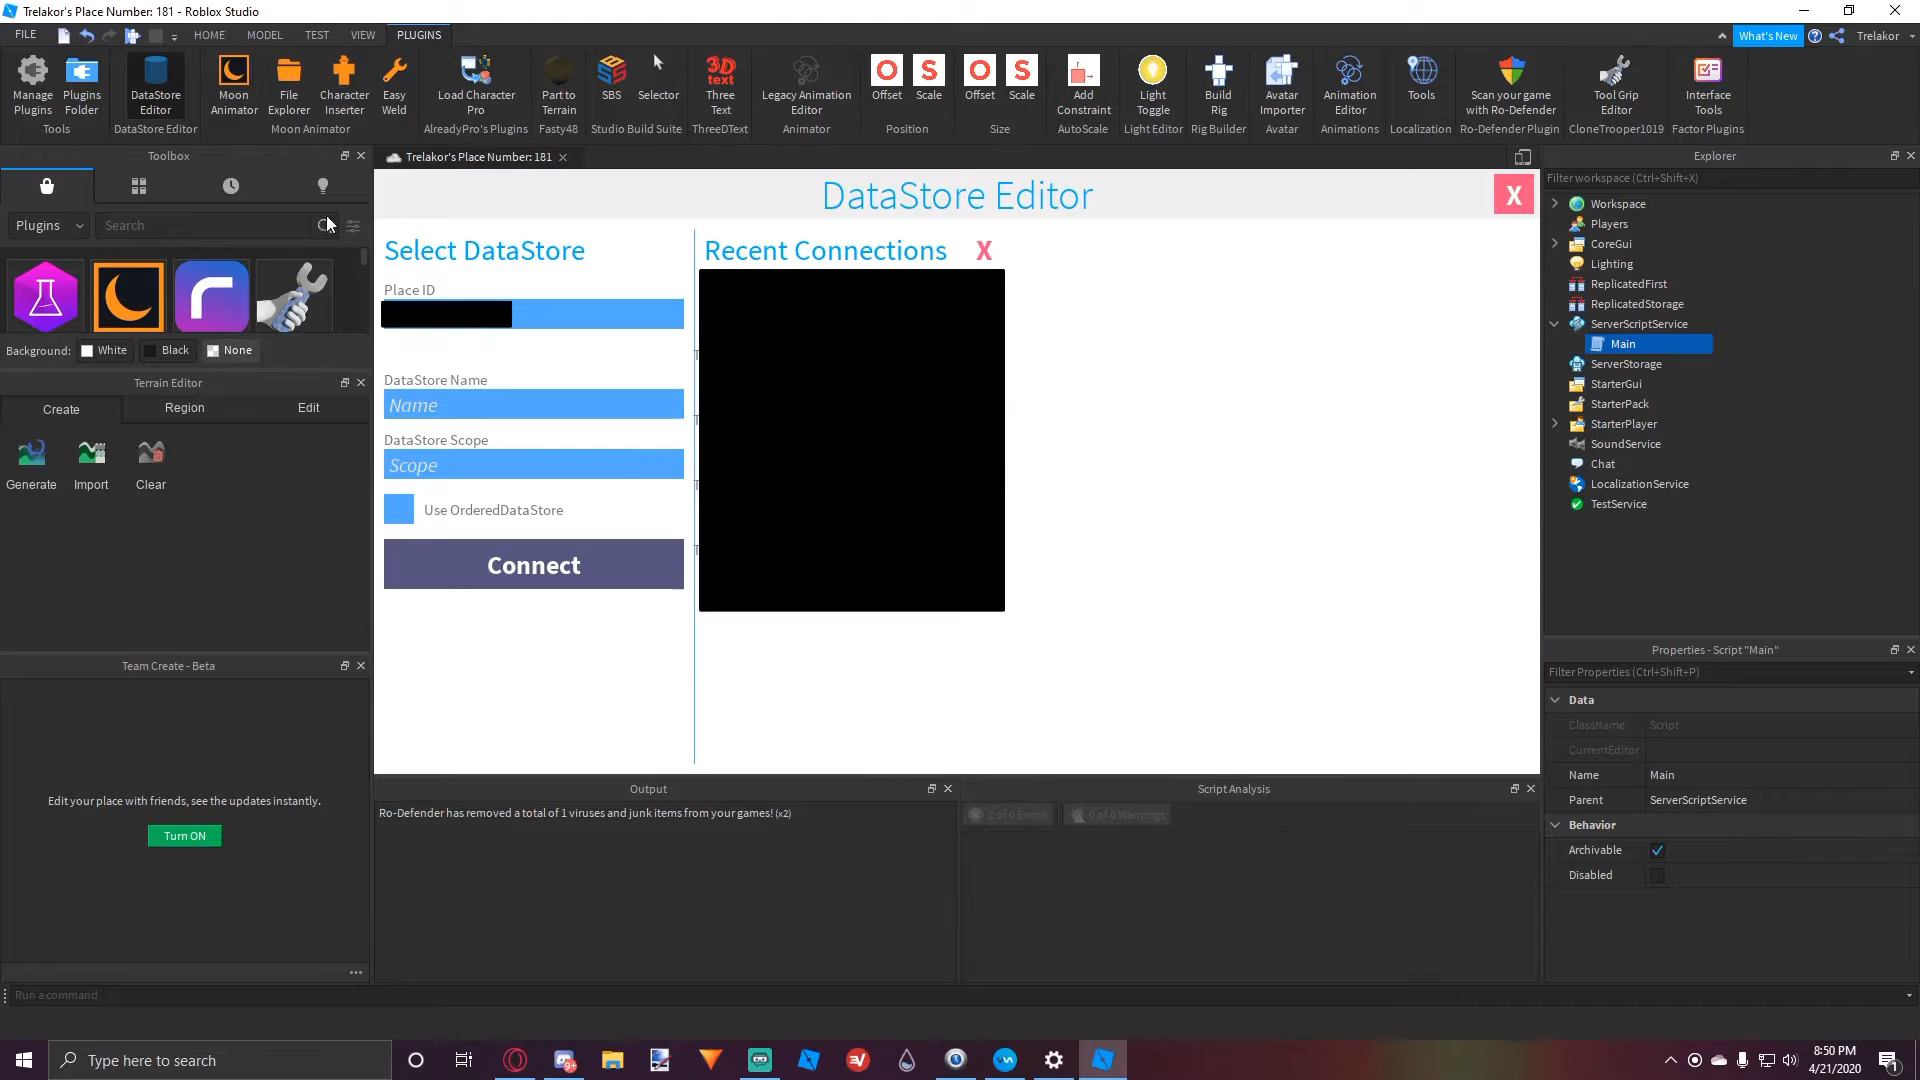 Trelakor's Place Number: 181 - Roblox Studio
FILE HOME MODEL TEST VIEW PLUGINS What's New Trelakor
Manage Plugins
Plugins Folder
Tools
DataStore Editor
DataStore Editor
Moon Animator
File Explorer
Character Inserter
Easy Weld
Moon Animator
Load Character Pro
AlreadyPro's Plugins
Part to Terrain
Fasty48
SBS
Selector
Studio Build Suite
3D Text
Three Text
ThreeDText
Legacy Animation Editor
Animator
Offset
Scale
Position
Offset
Scale
Size
Add Constraint
AutoScale
Light Toggle
Light Editor
Build Rig
Rig Builder
Avatar Importer
Avatar
Animation Editor
Animations
Tools
Localization
Scan your game with Ro-Defender
Ro-Defender Plugin
Tool Grip Editor
CloneTrooper1019
Interface Tools
Factor Plugins
Toolbox
Plugins
Search
Background: White Black None
Terrain Editor
Create Region Edit
Generate Import Clear
Team Create - Beta
Edit your place with friends, see the updates instantly.
Turn ON
Trelakor's Place Number: 181
DataStore Editor
X
Select DataStore
Place ID
DataStore Name
Name
DataStore Scope
Scope
Use OrderedDataStore
Connect
Recent Connections X
Output
Ro-Defender has removed a total of 1 viruses and junk items from your games! (x2)
Script Analysis
0 of 0 Errors 0 of 0 Warnings
Explorer
Filter workspace (Ctrl+Shift+X)
Workspace
Players
CoreGui
Lighting
ReplicatedFirst
ReplicatedStorage
ServerScriptService
Main
ServerStorage
StarterGui
StarterPack
StarterPlayer
SoundService
Chat
LocalizationService
TestService
Properties - Script "Main"
Filter Properties (Ctrl+Shift+P)
Data
ClassName Script
CurrentEditor
Name Main
Parent ServerScriptService
Behavior
Archivable
Disabled
Run a command
Type here to search
8:50 PM
4/21/2020